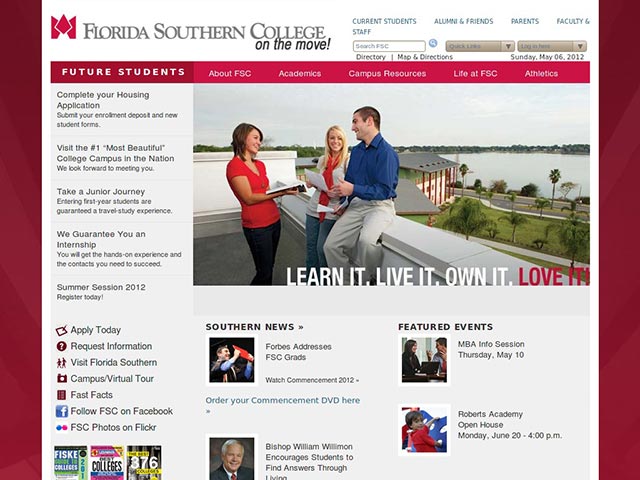 FLORIDA SOUTHERN COLLEGE
on the move!
CURRENT STUDENTS ALUMNI & FRIENDS PARENTS FACULTY &
STAFF
Search FSC Quick Links Log in here
Directory | Map & Directions Sunday, May 06, 2012
FUTURE STUDENTS
About FSC Academics Campus Resources Life at FSC Athletics
Complete your Housing
Application
Submit your enrollment deposit and new
student forms.
Visit the #1 "Most Beautiful"
College Campus in the Nation
We look forward to meeting you.
Take a Junior Journey
Entering first-year students are
guaranteed a travel-study experience.
We Guarantee You an
Internship
You will get the hands-on experience and
the contacts you need to succeed.
Summer Session 2012
Register today!
LEARN IT. LIVE IT. OWN IT. LOVE IT!
Apply Today
Request Information
Visit Florida Southern
Campus/Virtual Tour
Fast Facts
Follow FSC on Facebook
FSC Photos on Flickr
FISKE
GUIDE TO
COLLEGES
BEST
COLLEGES
THE BEST
376
COLLEGES
SOUTHERN NEWS »
Forbes Addresses
FSC Grads
Watch Commencement 2012 »
Order your Commencement DVD here
»
Bishop William Willimon
Encourages Students to
Find Answers Through
Living
FEATURED EVENTS
MBA Info Session
Thursday, May 10
Roberts Academy
Open House
Monday, June 20 - 4:00 p.m.